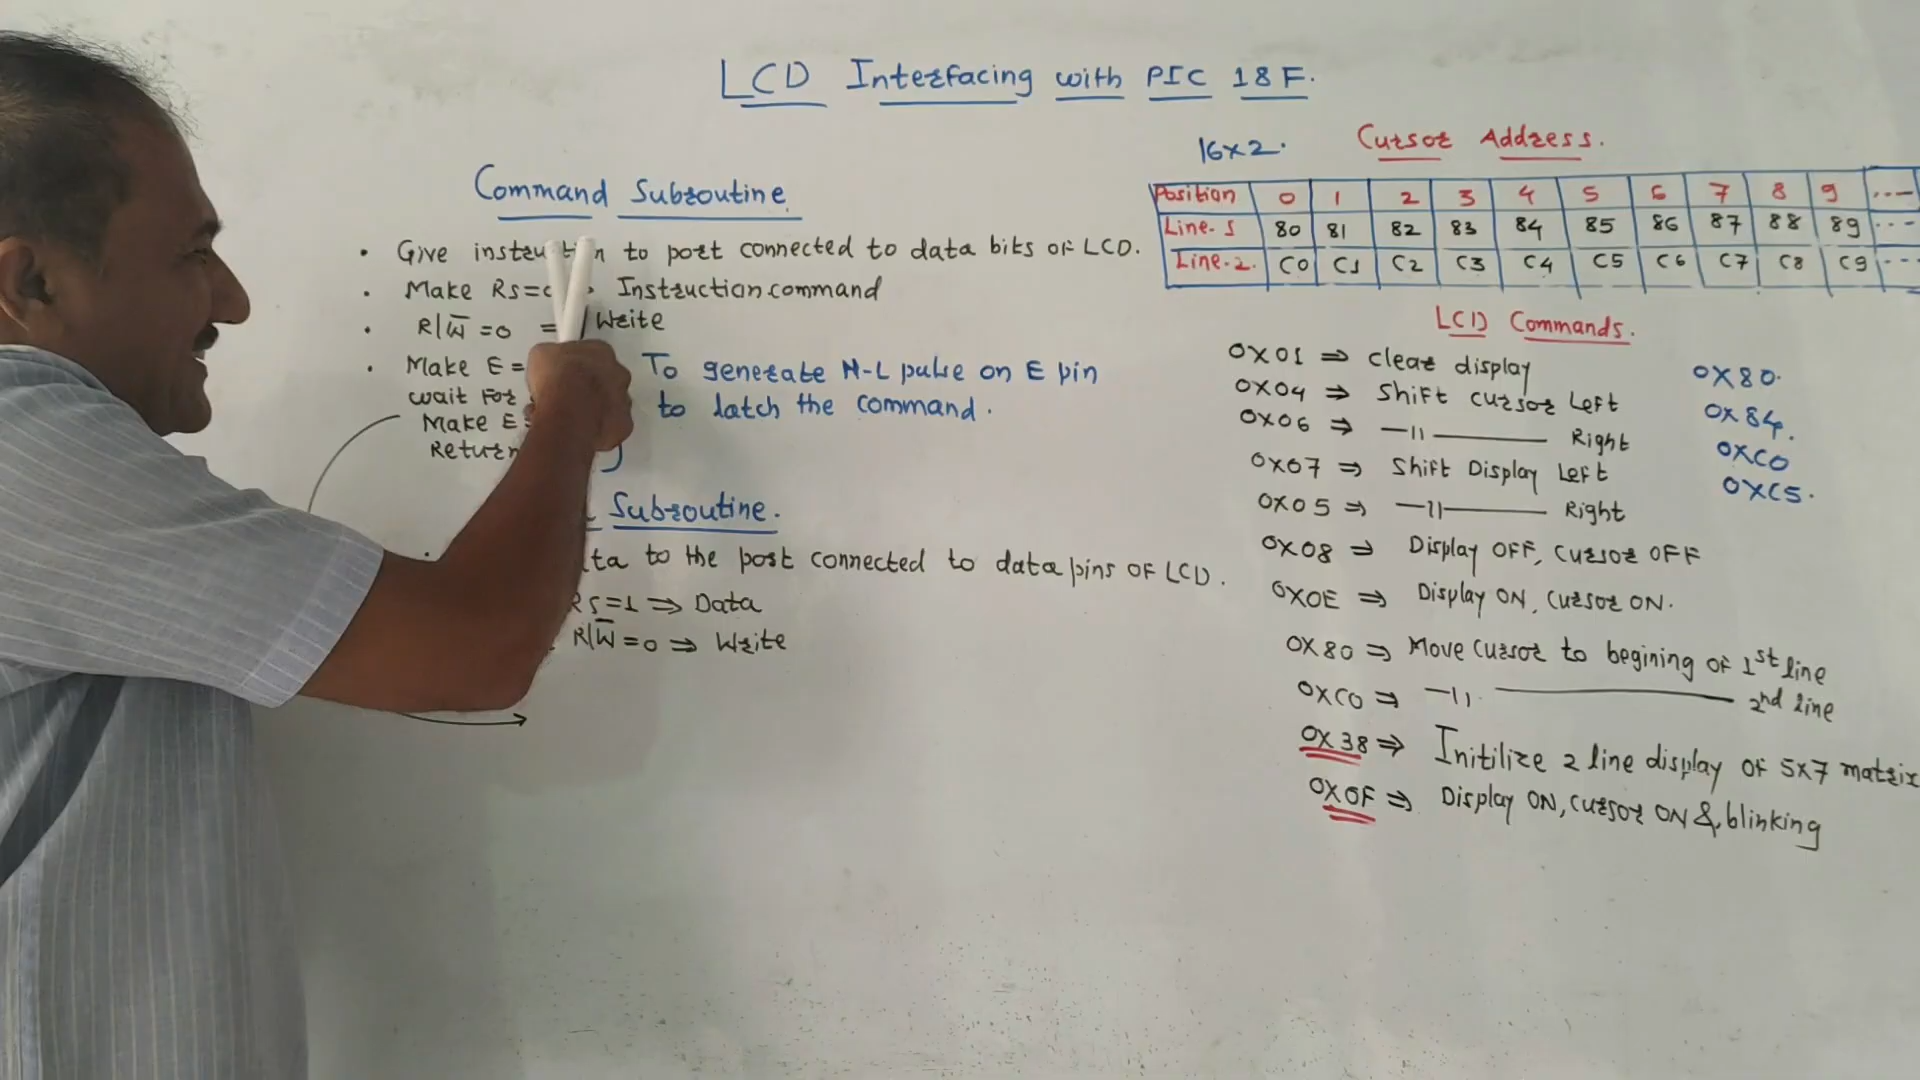 LCD Interfacing with PIC 18F.
Command Subroutine
• Give to port connected to data bits of LCD.
• Make Rs= Instruction command
• R/W̅ = 0 = Write
• Make E=
wait For
Make E=
Return
To generate H-L pulse on E pin
to latch the command.
Subroutine.
to the port connected to data pins of LCD.
Rs=1 ⇒ Data
R/W̅ = 0 ⇒ Write
16x2. Cursor Address.
Position 0 1 2 3 4 5 6 7 8 9 ----
Line-1 80 81 82 83 84 85 86 87 88 89 ---
Line-2. C0 C1 C2 C3 C4 C5 C6 C7 C8 C9 ---
LCD Commands.
0X01 ⇒ clear display
0X04 ⇒ Shift cursor Left
0X06 ⇒ —11— Right
0X07 ⇒ Shift Display Left
0X05 ⇒ —11— Right
0X08 ⇒ Display OFF, Cursor OFF
0X0E ⇒ Display ON, Cursor ON.
0X80 ⇒ Move cursor to begining of 1st line
0XC0 ⇒ —11— 2nd line
0X38 ⇒ Initilize 2 line display of 5x7 matrix
0X0F ⇒ Display ON, cursor ON & blinking
0X80.
0X84.
0XC0
0XC5.